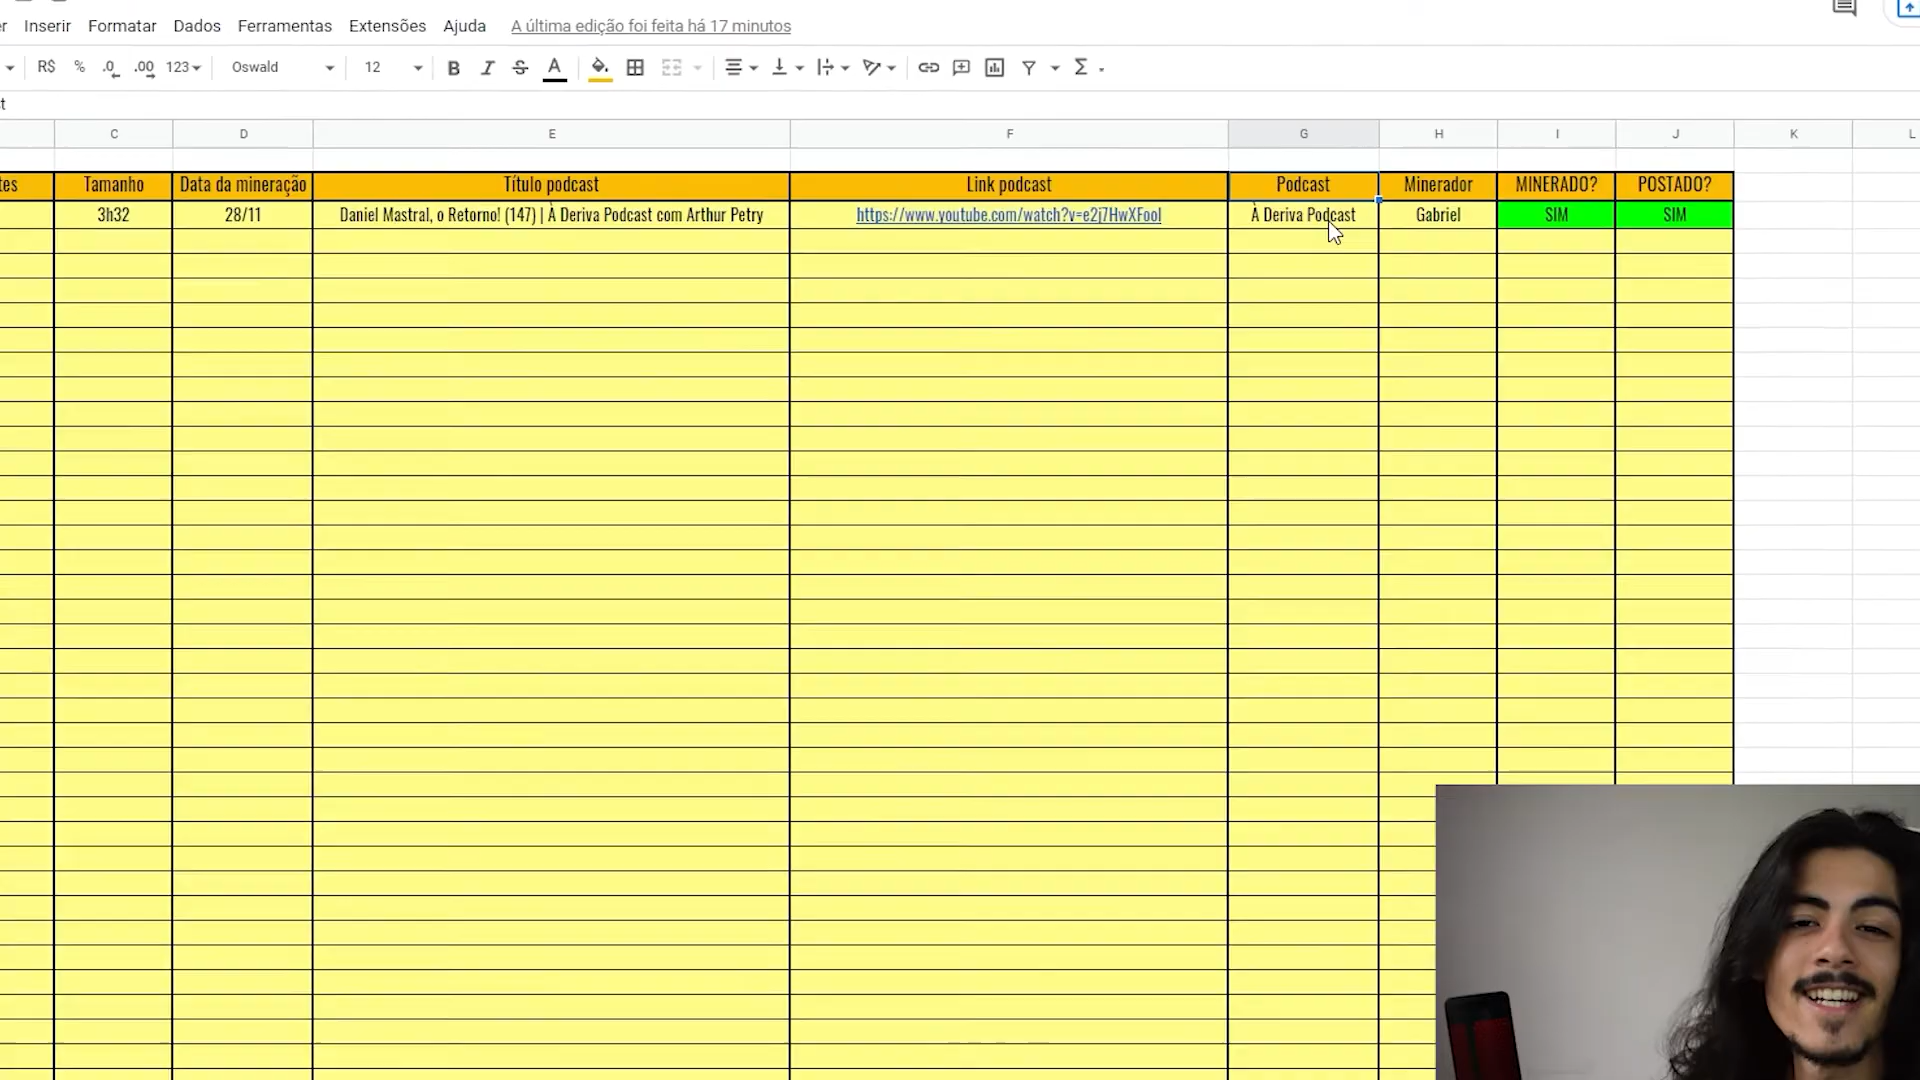 Inserir Formatar Dados Ferramentas Extensões Ajuda A última edição foi feita há 17 minutos
R$ % .0 .00 123 Oswald 12 B I S A Σ
C D E F G H I J K L
Tamanho Data da mineração Título podcast Link podcast Podcast Minerador MINERADO? POSTADO?
3h32 28/11 Daniel Mastral, o Retorno! (147) | À Deriva Podcast com Arthur Petry https://www.youtube.com/watch?v=e2j7HwXFooI À Deriva Podcast Gabriel SIM SIM